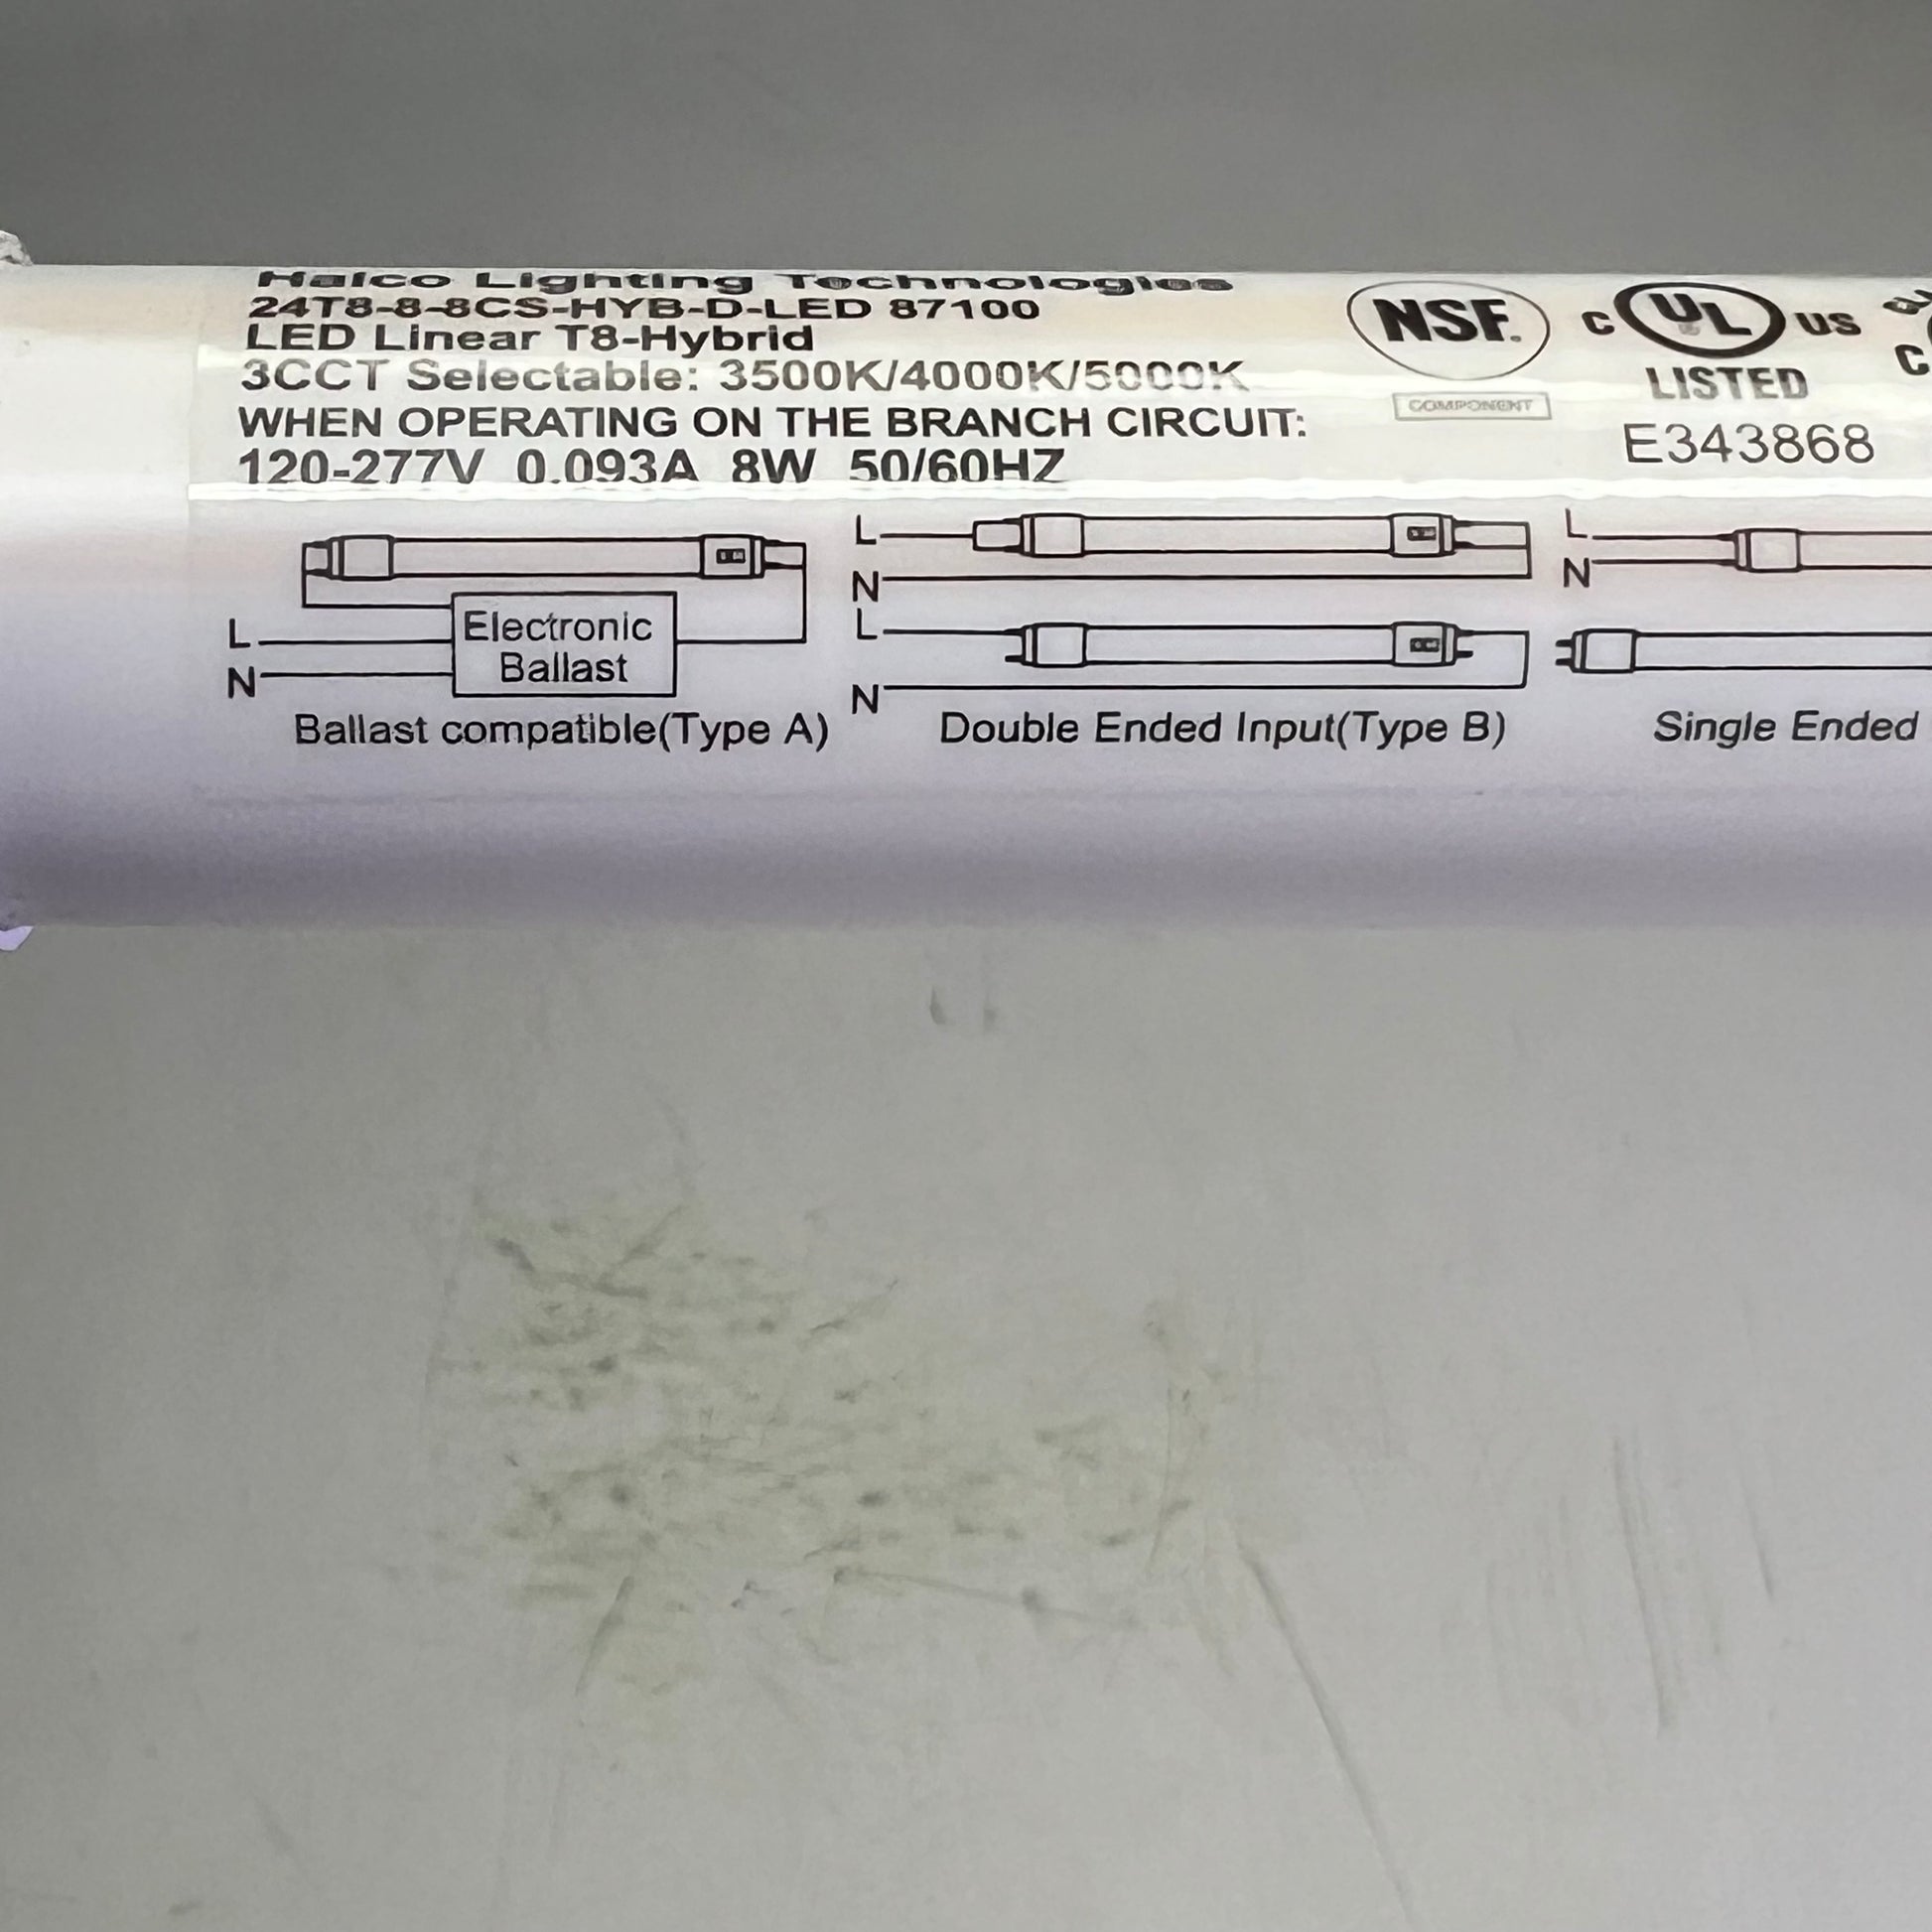 Halco Lighting Technologies
24T8-8-8CS-HYB-D-LED 87100
LED Linear T8-Hybrid
3CCT Selectable: 3500K/4000K/5000K
WHEN OPERATING ON THE BRANCH CIRCUIT:
120-277V 0.093A 8W 50/60HZ
NSF.
COMPONENT
C UL US
LISTED
E343868
C
L
N
Electronic
Ballast
Ballast compatible(Type A)
L
N
L
N
Double Ended Input(Type B)
L
N
Single Ended